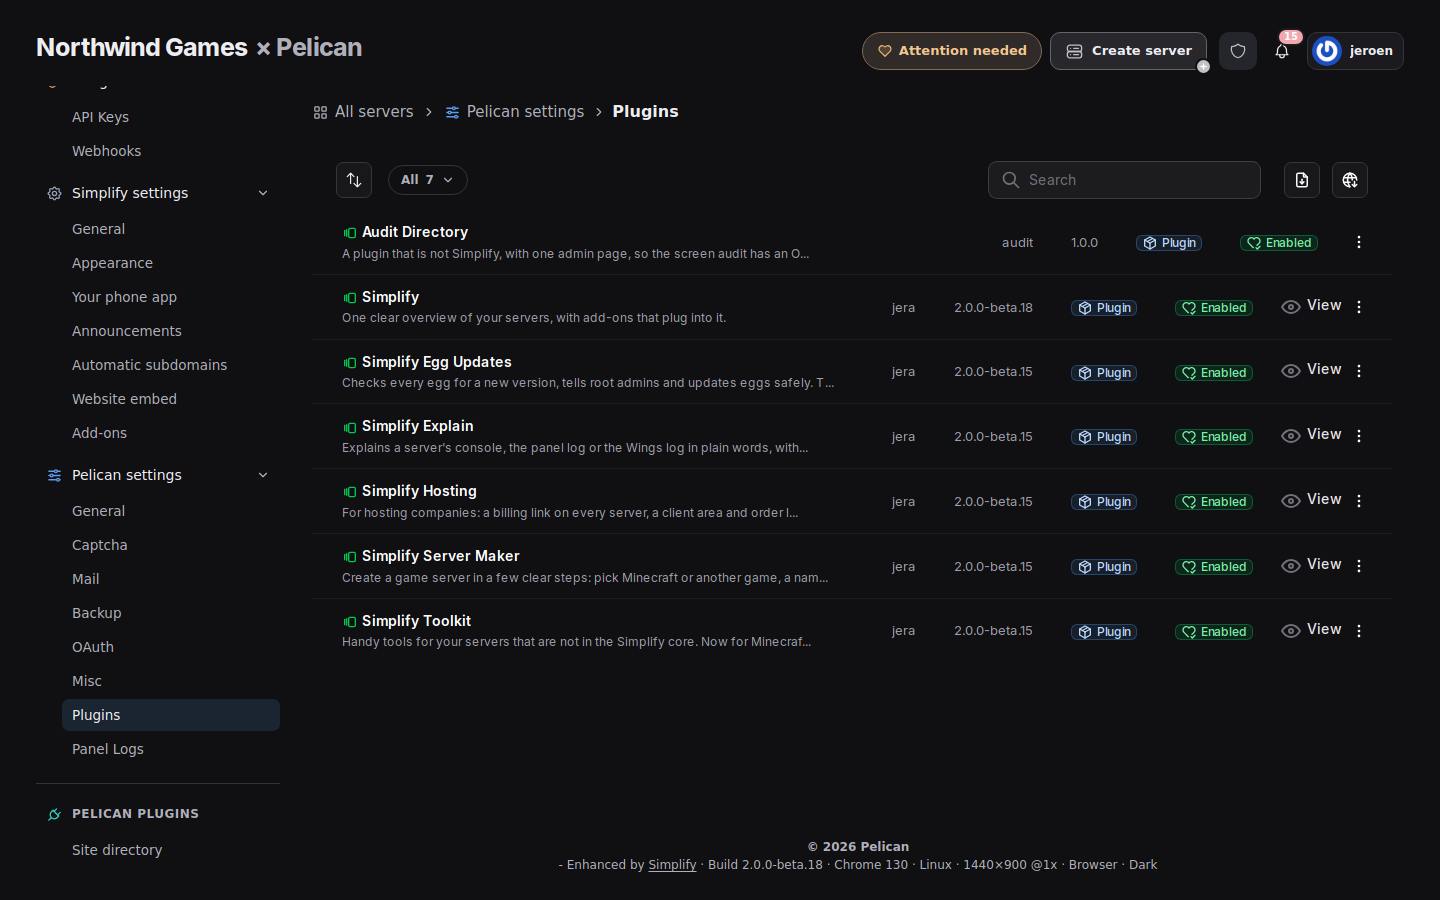 Northwind Games × Pelican
Attention needed
Create server
15
jeroen
API Keys
Webhooks
Simplify settings
General
Appearance
Your phone app
Announcements
Automatic subdomains
Website embed
Add-ons
Pelican settings
General
Captcha
Mail
Backup
OAuth
Misc
Plugins
Panel Logs
PELICAN PLUGINS
Site directory
All servers > Pelican settings > Plugins
All 7
Search
Audit Directory
A plugin that is not Simplify, with one admin page, so the screen audit has an O...
audit 1.0.0 Plugin Enabled
Simplify
One clear overview of your servers, with add-ons that plug into it.
jera 2.0.0-beta.18 Plugin Enabled View
Simplify Egg Updates
Checks every egg for a new version, tells root admins and updates eggs safely. T...
jera 2.0.0-beta.15 Plugin Enabled View
Simplify Explain
Explains a server's console, the panel log or the Wings log in plain words, with...
jera 2.0.0-beta.15 Plugin Enabled View
Simplify Hosting
For hosting companies: a billing link on every server, a client area and order l...
jera 2.0.0-beta.15 Plugin Enabled View
Simplify Server Maker
Create a game server in a few clear steps: pick Minecraft or another game, a nam...
jera 2.0.0-beta.15 Plugin Enabled View
Simplify Toolkit
Handy tools for your servers that are not in the Simplify core. Now for Minecraf...
jera 2.0.0-beta.15 Plugin Enabled View
© 2026 Pelican
- Enhanced by Simplify · Build 2.0.0-beta.18 · Chrome 130 · Linux · 1440×900 @1x · Browser · Dark